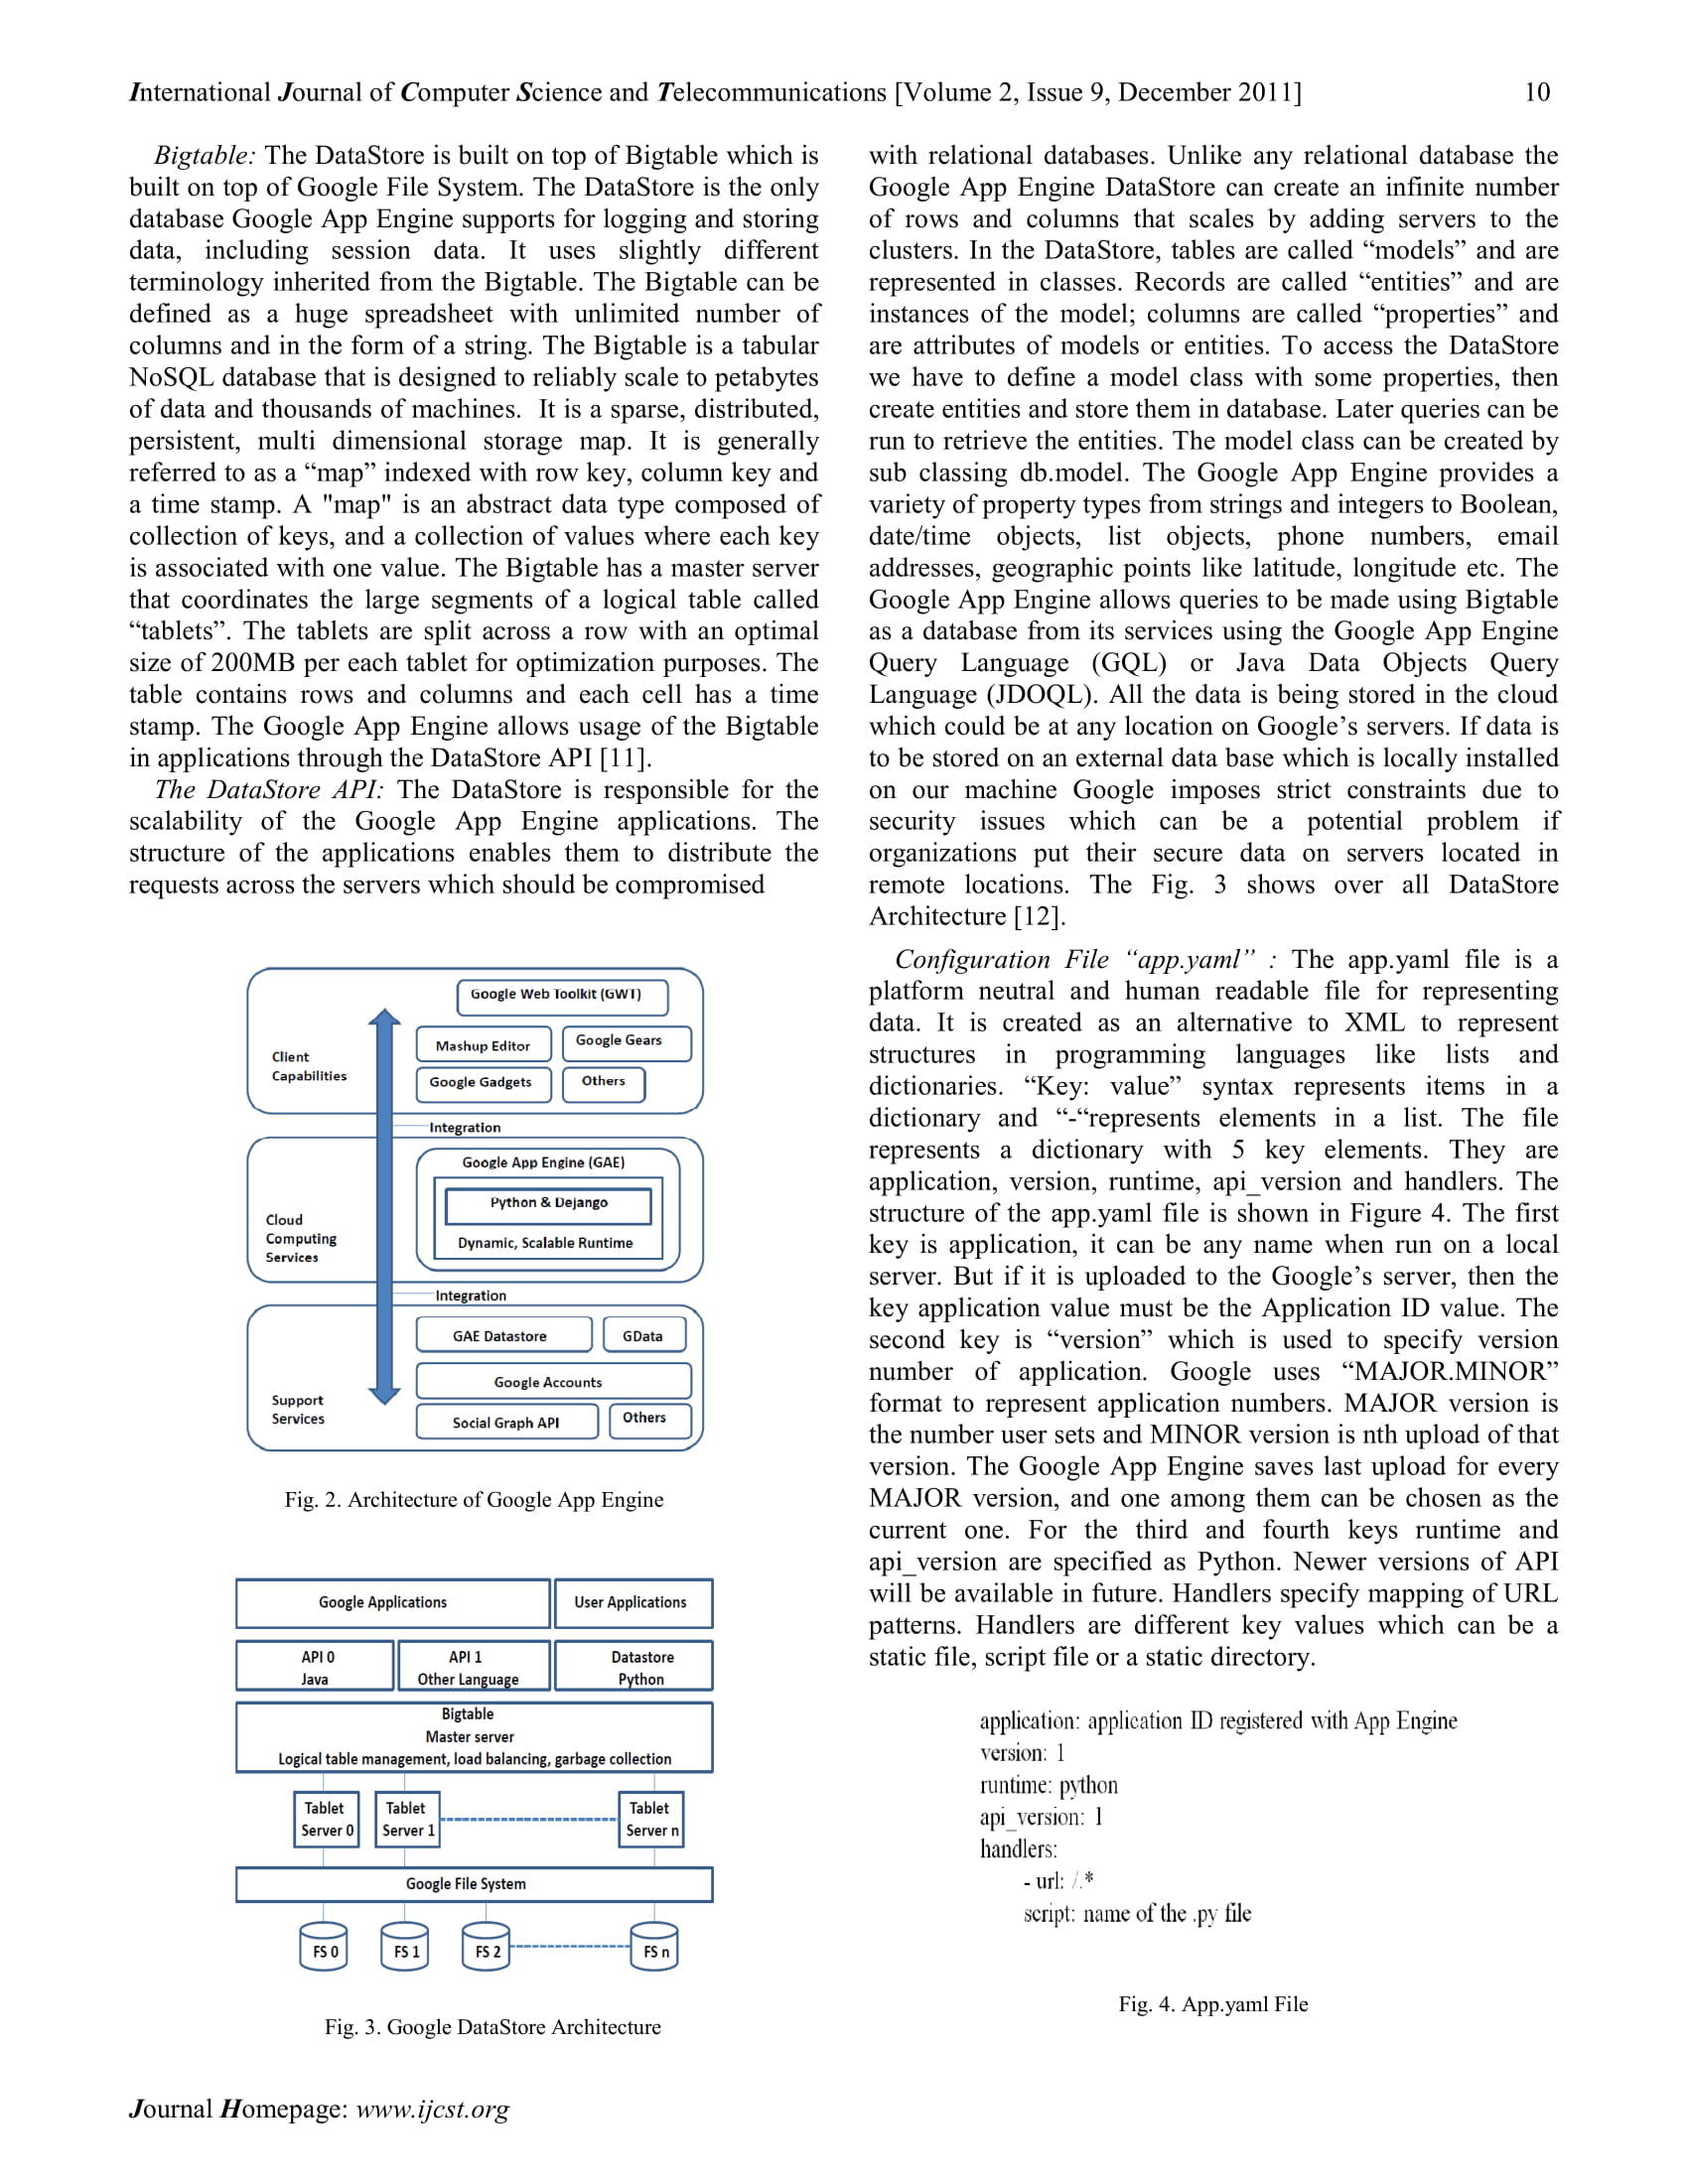 International Journal of Computer Science and Telecommunications [Volume 2, Issue 9, December 2011] 10
Bigtable: The DataStore is built on top of Bigtable which is
built on top of Google File System. The DataStore is the only
database Google App Engine supports for logging and storing
data, including session data. It uses slightly different
terminology inherited from the Bigtable. The Bigtable can be
defined as a huge spreadsheet with unlimited number of
columns and in the form of a string. The Bigtable is a tabular
NoSQL database that is designed to reliably scale to petabytes
of data and thousands of machines. It is a sparse, distributed,
persistent, multi dimensional storage map. It is generally
referred to as a “map” indexed with row key, column key and
a time stamp. A "map" is an abstract data type composed of
collection of keys, and a collection of values where each key
is associated with one value. The Bigtable has a master server
that coordinates the large segments of a logical table called
“tablets”. The tablets are split across a row with an optimal
size of 200MB per each tablet for optimization purposes. The
table contains rows and columns and each cell has a time
stamp. The Google App Engine allows usage of the Bigtable
in applications through the DataStore API [11].
The DataStore API: The DataStore is responsible for the
scalability of the Google App Engine applications. The
structure of the applications enables them to distribute the
requests across the servers which should be compromised
Google Web Toolkit (GWT)
Mashup Editor
Google Gears
Client
Capabilities
Google Gadgets
Others
Integration
Google App Engine (GAE)
Python & Dejango
Dynamic, Scalable Runtime
Cloud
Computing
Services
Integration
GAE Datastore
GData
Google Accounts
Support
Services
Social Graph API
Others
Fig. 2. Architecture of Google App Engine
Google Applications
User Applications
API 0
Java
API 1
Other Language
Datastore
Python
Bigtable
Master server
Logical table management, load balancing, garbage collection
Tablet
Server 0
Tablet
Server 1
Tablet
Server n
Google File System
FS 0
FS 1
FS 2
FS n
Fig. 3. Google DataStore Architecture
with relational databases. Unlike any relational database the
Google App Engine DataStore can create an infinite number
of rows and columns that scales by adding servers to the
clusters. In the DataStore, tables are called “models” and are
represented in classes. Records are called “entities” and are
instances of the model; columns are called “properties” and
are attributes of models or entities. To access the DataStore
we have to define a model class with some properties, then
create entities and store them in database. Later queries can be
run to retrieve the entities. The model class can be created by
sub classing db.model. The Google App Engine provides a
variety of property types from strings and integers to Boolean,
date/time objects, list objects, phone numbers, email
addresses, geographic points like latitude, longitude etc. The
Google App Engine allows queries to be made using Bigtable
as a database from its services using the Google App Engine
Query Language (GQL) or Java Data Objects Query
Language (JDOQL). All the data is being stored in the cloud
which could be at any location on Google’s servers. If data is
to be stored on an external data base which is locally installed
on our machine Google imposes strict constraints due to
security issues which can be a potential problem if
organizations put their secure data on servers located in
remote locations. The Fig. 3 shows over all DataStore
Architecture [12].
Configuration File “app.yaml” : The app.yaml file is a
platform neutral and human readable file for representing
data. It is created as an alternative to XML to represent
structures in programming languages like lists and
dictionaries. “Key: value” syntax represents items in a
dictionary and “-“represents elements in a list. The file
represents a dictionary with 5 key elements. They are
application, version, runtime, api_version and handlers. The
structure of the app.yaml file is shown in Figure 4. The first
key is application, it can be any name when run on a local
server. But if it is uploaded to the Google’s server, then the
key application value must be the Application ID value. The
second key is “version” which is used to specify version
number of application. Google uses “MAJOR.MINOR”
format to represent application numbers. MAJOR version is
the number user sets and MINOR version is nth upload of that
version. The Google App Engine saves last upload for every
MAJOR version, and one among them can be chosen as the
current one. For the third and fourth keys runtime and
api_version are specified as Python. Newer versions of API
will be available in future. Handlers specify mapping of URL
patterns. Handlers are different key values which can be a
static file, script file or a static directory.
application: application ID registered with App Engine
version: 1
runtime: python
api_version: 1
handlers:
- url: /.*
script: name of the .py file
Fig. 4. App.yaml File
Journal Homepage: www.ijcst.org